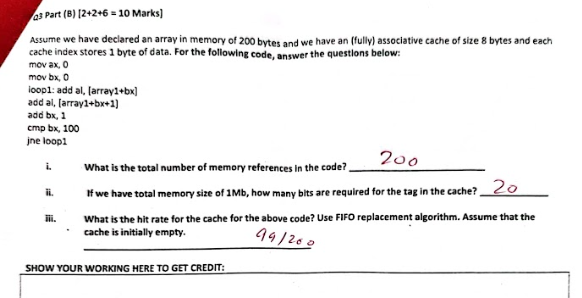 Q3 Part (B) [2+2+6 = 10 Marks]
Assume we have declared an array in memory of 200 bytes and we have an (fully) associative cache of size 8 bytes and each
cache index stores 1 byte of data. For the following code, answer the questions below:
mov ax, 0
mov bx, 0
loop1: add al, [array1+bx]
add al, [array1+bx+1]
add bx, 1
cmp bx, 100
jne loop1
i. What is the total number of memory references in the code? 200
ii. If we have total memory size of 1Mb, how many bits are required for the tag in the cache? 20
iii. What is the hit rate for the cache for the above code? Use FIFO replacement algorithm. Assume that the
cache is initially empty. 99/200
SHOW YOUR WORKING HERE TO GET CREDIT: